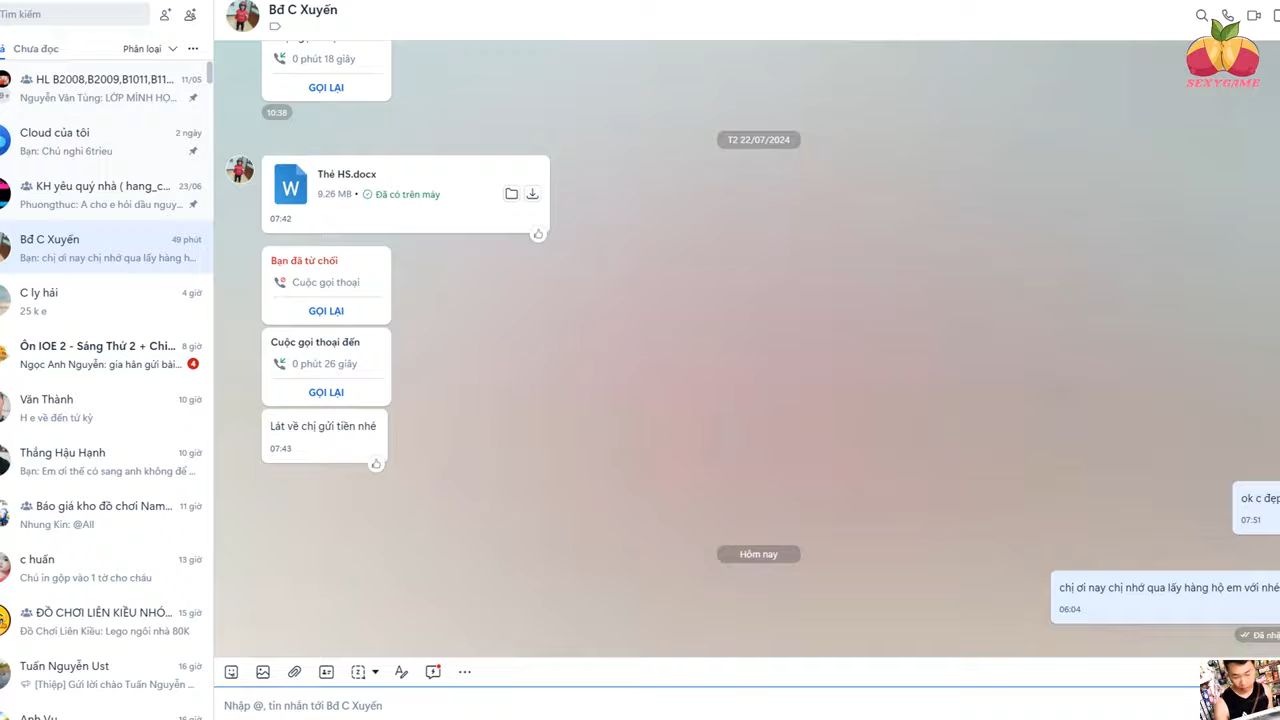 Tìm kiếm
Chưa đọc
Phân loại
HL B2008,B2009,B1011,B11...
11/05
Nguyễn Văn Tùng: LỚP MÌNH HỌ...
Cloud của tôi
2 ngày
Bạn: Chủ nghi 6trieu
KH yêu quý nhà ( hang_c...
23/06
Phuongthuc: A cho e hỏi dầu nguy...
Bđ C Xuyến
49 phút
Bạn: chị ơi nay chị nhớ qua lấy hàng h...
C ly hải
4 giờ
25 k e
Ôn IOE 2 - Sáng Thứ 2 + Chi...
8 giờ
Ngọc Anh Nguyễn: gia hân gửi bài...
4
Văn Thành
10 giờ
H e về đến tứ kỳ
Thắng Hậu Hạnh
10 giờ
Bạn: Em ơi thế có sang anh không để ...
Báo giá kho đồ chơi Nam...
11 giờ
Nhung Kin: @All
c huấn
13 giờ
Chú in gộp vào 1 tờ cho cháu
ĐỒ CHƠI LIÊN KIỀU NHÓ...
15 giờ
Đồ Chơi Liên Kiều: Lego ngôi nhà 80K
Tuấn Nguyễn Ust
16 giờ
[Thiệp] Gửi lời chào Tuấn Nguyễn ...
Anh Vu
16 giờ
Bđ C Xuyến
SEXYGAME
0 phút 18 giây
GỌI LẠI
10:38
T2 22/07/2024
Thẻ HS.docx
9.26 MB • Đã có trên máy
07:42
Bạn đã từ chối
Cuộc gọi thoại
GỌI LẠI
Cuộc gọi thoại đến
0 phút 26 giây
GỌI LẠI
Lát về chị gửi tiền nhé
07:43
ok c đẹp
07:51
Hôm nay
chị ơi nay chị nhớ qua lấy hàng hộ em với nhé
06:04
Đã nhậ
Nhập @, tin nhắn tới Bđ C Xuyến